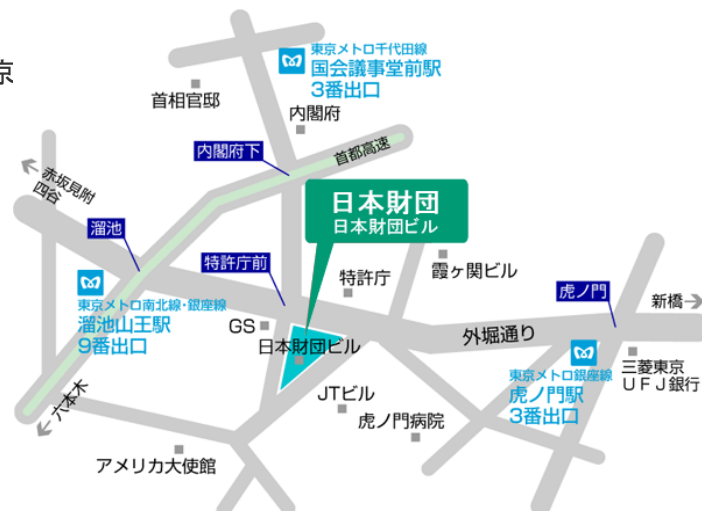 東京メトロ千代田線
国会議事堂前駅
3番出口
京
首相官邸
内閣府
内閣府下
首都高速
赤坂見附
四谷
日本財団
日本財団ビル
溜池
特許庁前
特許庁
霞ヶ関ビル
虎ノ門
新橋
東京メトロ南北線・銀座線
溜池山王駅
9番出口
GS
日本財団ビル
外堀通り
東京メトロ銀座線
虎ノ門駅
3番出口
三菱東京
UFJ銀行
JTビル
虎ノ門病院
六本木
アメリカ大使館